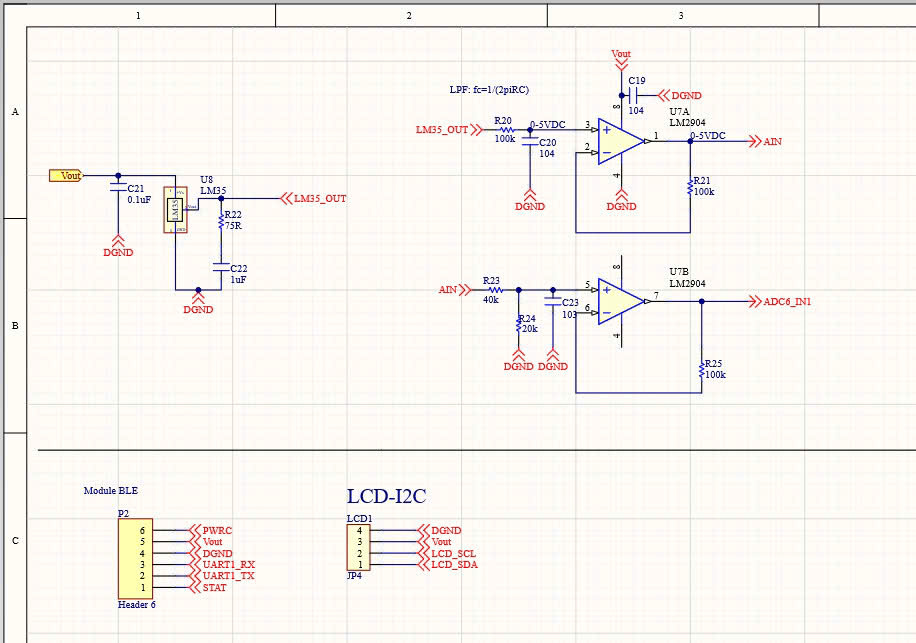 1
2
3
A
B
C
LPF: fc=1/(2piRC)
Vout
C19
DGND
104
8
U7A
LM2904
LM35_OUT
R20
100k
0-5VDC
C20
104
3
2
1
0-5VDC
AIN
4
R21
100k
DGND
DGND
Vout
C21
0.1uF
DGND
U8
LM35
LM35
LM35_OUT
R22
75R
C22
1uF
DGND
AIN
R23
40k
R24
20k
C23
103
DGND
DGND
8
U7B
LM2904
5
6
7
4
ADC6_IN1
R25
100k
Module BLE
P2
6 PWRC
5 Vout
4 DGND
3 UART1_RX
2 UART1_TX
1 STAT
Header 6
LCD-I2C
LCD1
4 DGND
3 Vout
2 LCD_SCL
1 LCD_SDA
JP4